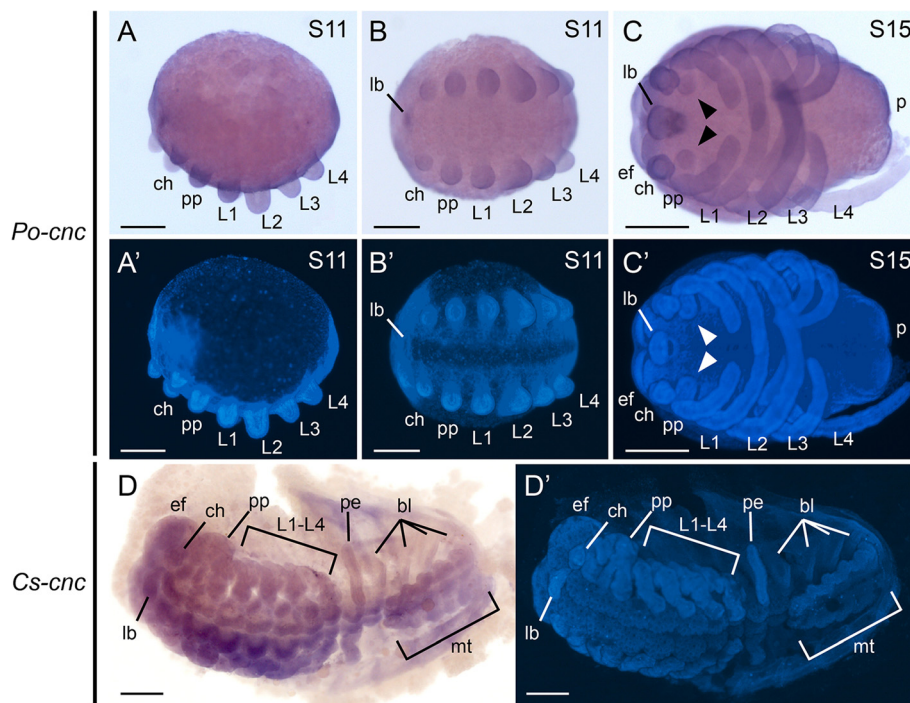 A S11
ch pp L1 L2 L3 L4
B S11
lb
ch pp L1 L2 L3 L4
C S15
lb
p
ef ch pp L1 L2 L3 L4
Po-cnc
A' S11
ch pp L1 L2 L3 L4
B' S11
lb
ch pp L1 L2 L3 L4
C' S15
lb
p
ef ch pp L1 L2 L3 L4
Cs-cnc
D
ef ch pp L1-L4 pe bl
lb
mt
D'
ef ch pp L1-L4 pe bl
lb
mt